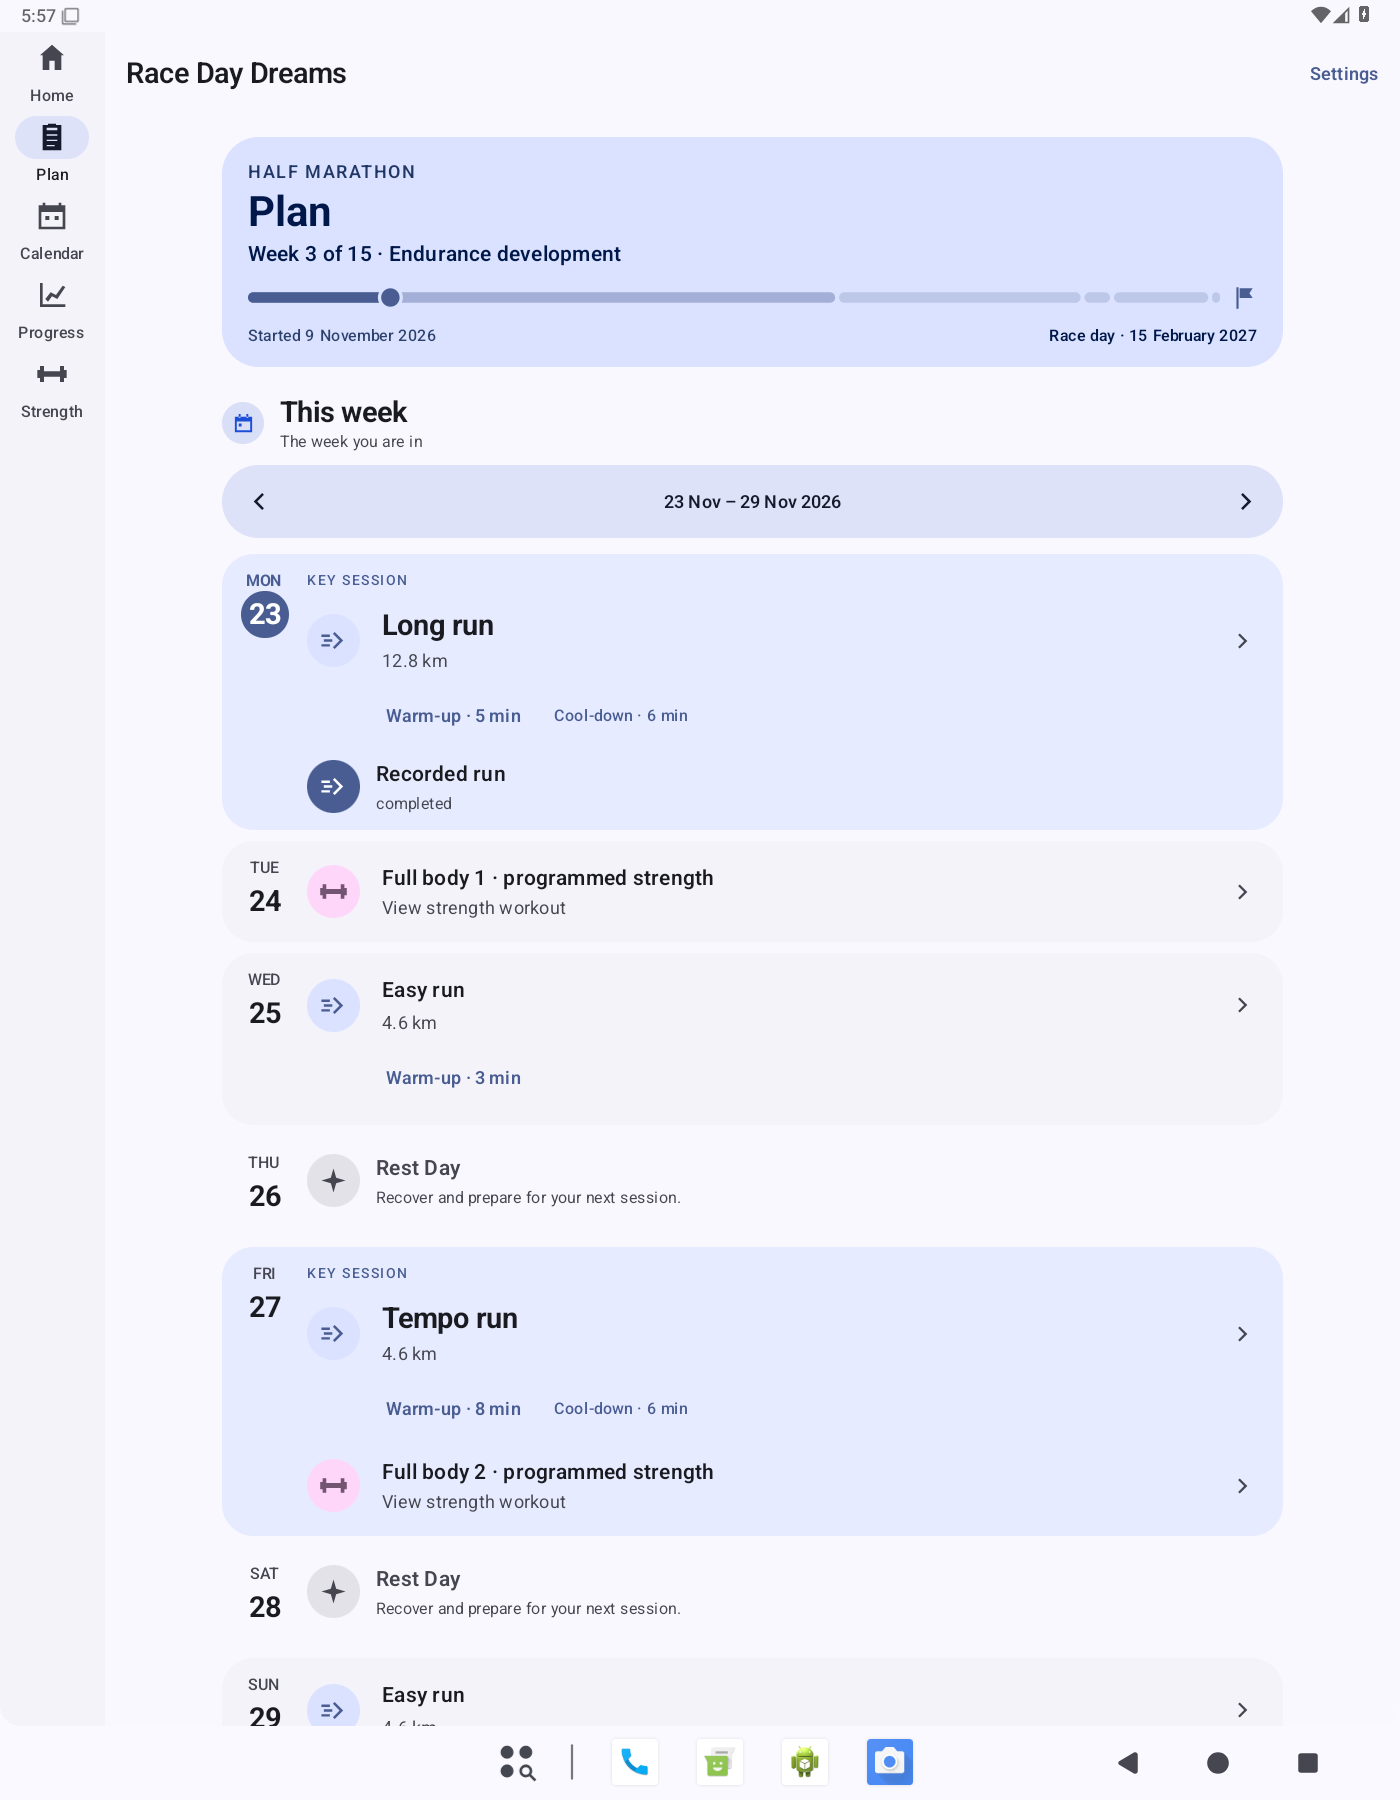 5:57
Race Day Dreams
Settings
Home
Plan
Calendar
Progress
Strength
HALF MARATHON
Plan
Week 3 of 15 · Endurance development
Started 9 November 2026
Race day · 15 February 2027
This week
The week you are in
23 Nov – 29 Nov 2026
MON
23
KEY SESSION
Long run
12.8 km
Warm-up · 5 min
Cool-down · 6 min
Recorded run
completed
TUE
24
Full body 1 · programmed strength
View strength workout
WED
25
Easy run
4.6 km
Warm-up · 3 min
THU
26
Rest Day
Recover and prepare for your next session.
FRI
27
KEY SESSION
Tempo run
4.6 km
Warm-up · 8 min
Cool-down · 6 min
Full body 2 · programmed strength
View strength workout
SAT
28
Rest Day
Recover and prepare for your next session.
SUN
29
Easy run
4.6 km